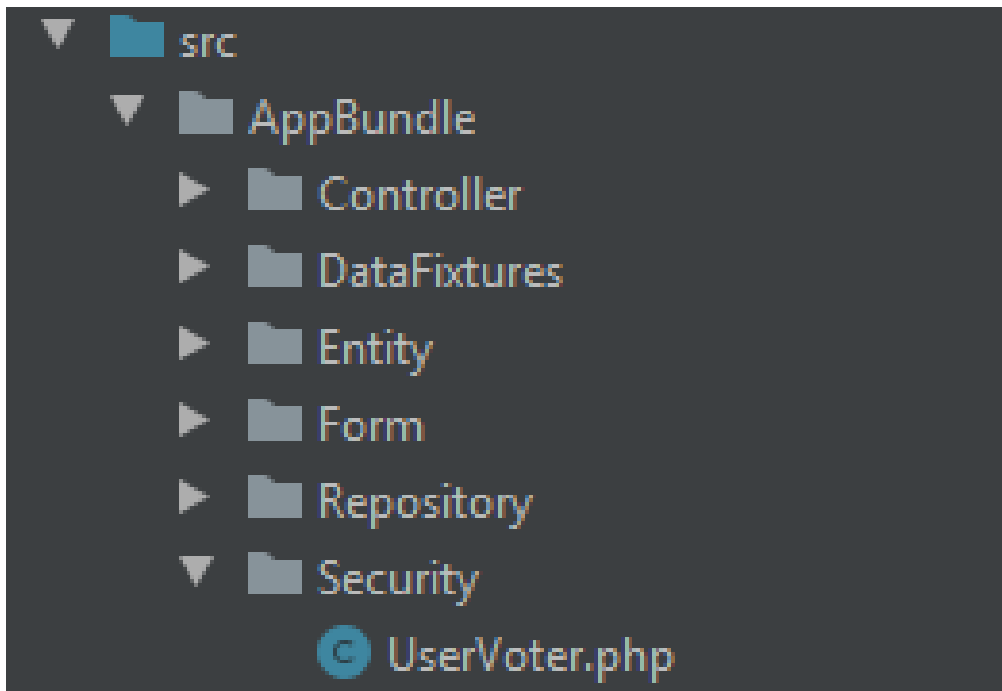 src
AppBundle
Controller
DataFixtures
Entity
Form
Repository
Security
C UserVoter.php